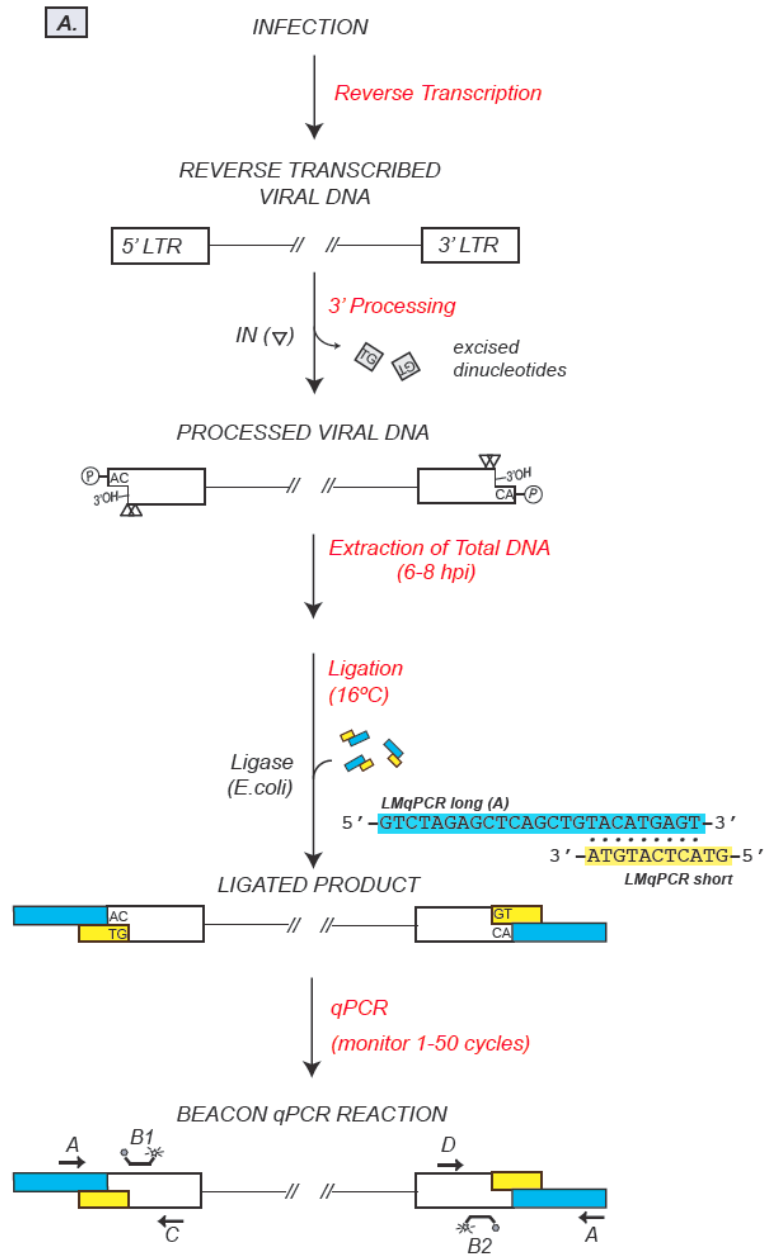 A.
INFECTION
Reverse Transcription
REVERSE TRANSCRIBED
VIRAL DNA
5' LTR
3' LTR
3' Processing
IN (▽)
TG
GT
excised
dinucleotides
PROCESSED VIRAL DNA
P
AC
3'OH
3'OH
CA
P
Extraction of Total DNA
(6-8 hpi)
Ligation
(16ºC)
Ligase
(E.coli)
LMqPCR long (A)
5'-GTCTAGAGCTCAGCTGTACATGAGT-3'
3'-ATGTACTCATG-5'
LMqPCR short
LIGATED PRODUCT
AC
TG
GT
CA
qPCR
(monitor 1-50 cycles)
BEACON qPCR REACTION
A
B1
D
C
B2
A